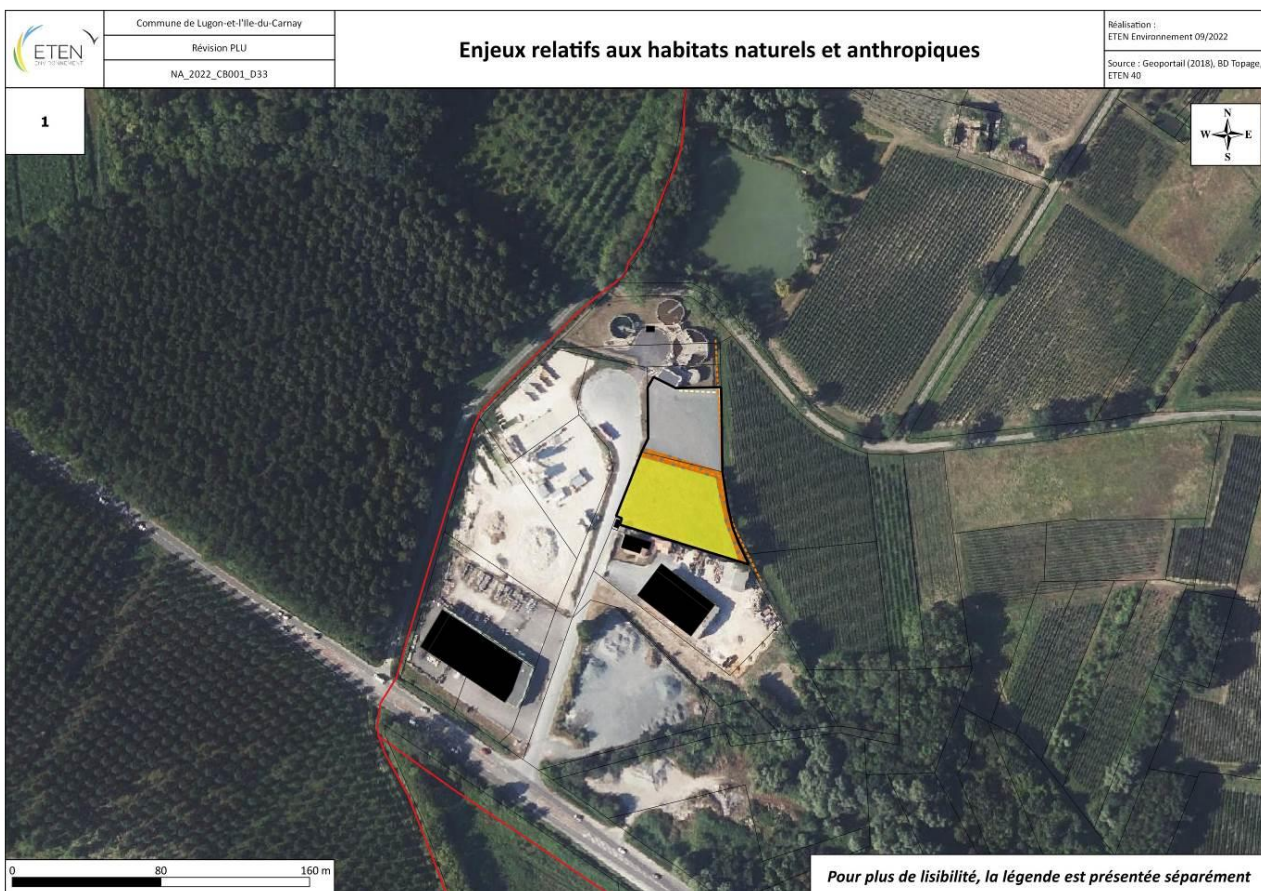 ETEN
ENVIRONNEMENT
Commune de Lugon-et-l'Ile-du-Carnay
Révision PLU
NA_2022_CB001_D33
Enjeux relatifs aux habitats naturels et anthropiques
Réalisation :
ETEN Environnement 09/2022
Source : Geoportail (2018), BD Topage,
ETEN 40
1
N
W E
S
0 80 160 m
Pour plus de lisibilité, la légende est présentée séparément